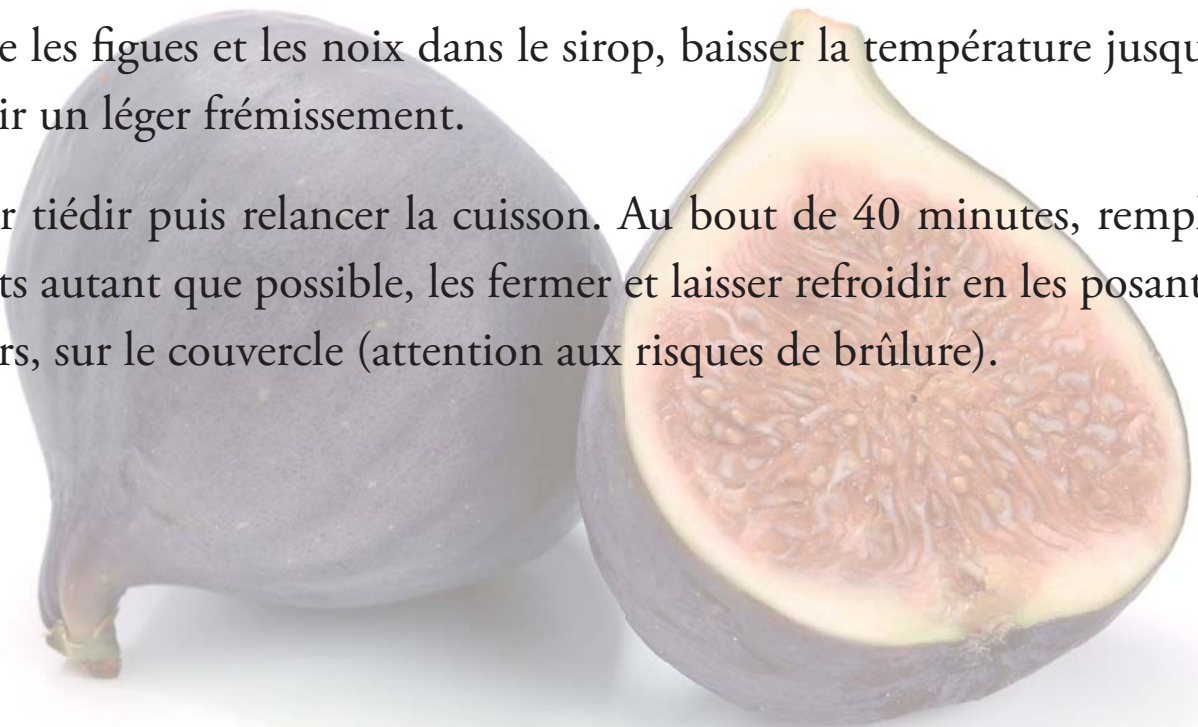 e les figues et les noix dans le sirop, baisser la température jusqu
ir un léger frémissement.
r tiédir puis relancer la cuisson. Au bout de 40 minutes, rempl
ts autant que possible, les fermer et laisser refroidir en les posant
rs, sur le couvercle (attention aux risques de brûlure).